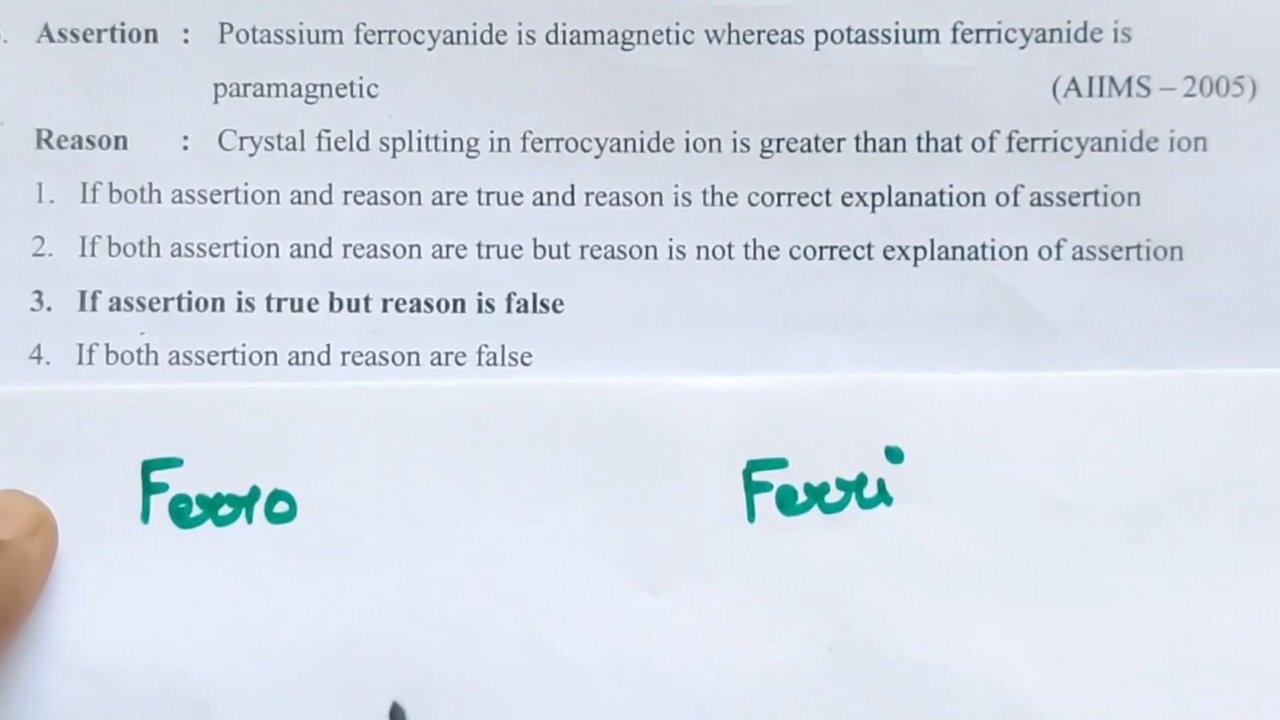 Assertion : Potassium ferrocyanide is diamagnetic whereas potassium ferricyanide is
paramagnetic (AIIMS – 2005)
Reason : Crystal field splitting in ferrocyanide ion is greater than that of ferricyanide ion
1. If both assertion and reason are true and reason is the correct explanation of assertion
2. If both assertion and reason are true but reason is not the correct explanation of assertion
3. If assertion is true but reason is false
4. If both assertion and reason are false
Ferro Ferri